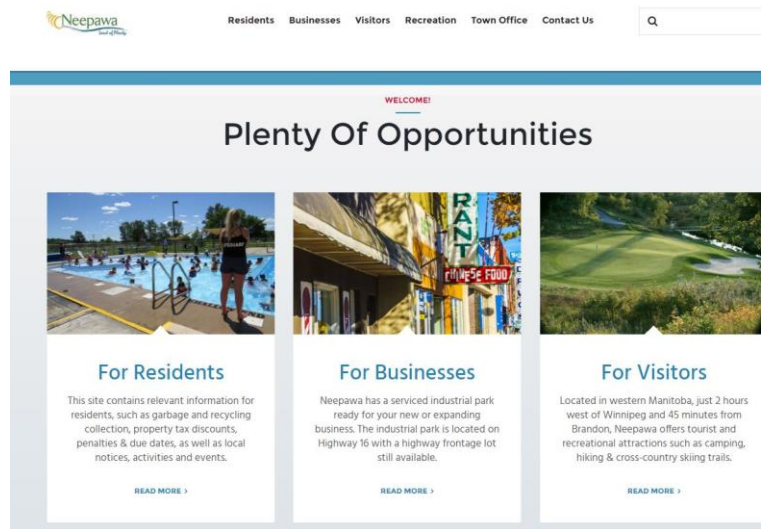 Neepawa
Land of Plenty
Residents Businesses Visitors Recreation Town Office Contact Us
WELCOME!
Plenty Of Opportunities
RANT
CHINESE FOOD
For Residents
This site contains relevant information for
residents, such as garbage and recycling
collection, property tax discounts,
penalties & due dates, as well as local
notices, activities and events.
READ MORE >
For Businesses
Neepawa has a serviced industrial park
ready for your new or expanding
business. The industrial park is located on
Highway 16 with a highway frontage lot
still available.
READ MORE >
For Visitors
Located in western Manitoba, just 2 hours
west of Winnipeg and 45 minutes from
Brandon, Neepawa offers tourist and
recreational attractions such as camping,
hiking & cross-country skiing trails.
READ MORE >